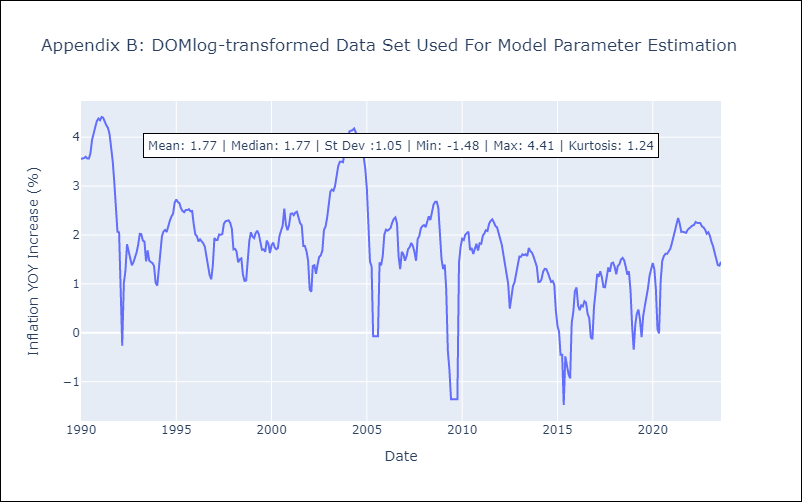 Appendix B: DOMlog-transformed Data Set Used For Model Parameter Estimation
Mean: 1.77 | Median: 1.77 | St Dev :1.05 | Min: -1.48 | Max: 4.41 | Kurtosis: 1.24
Inflation YOY Increase (%)
4
3
2
1
0
−1
1990 1995 2000 2005 2010 2015 2020
Date